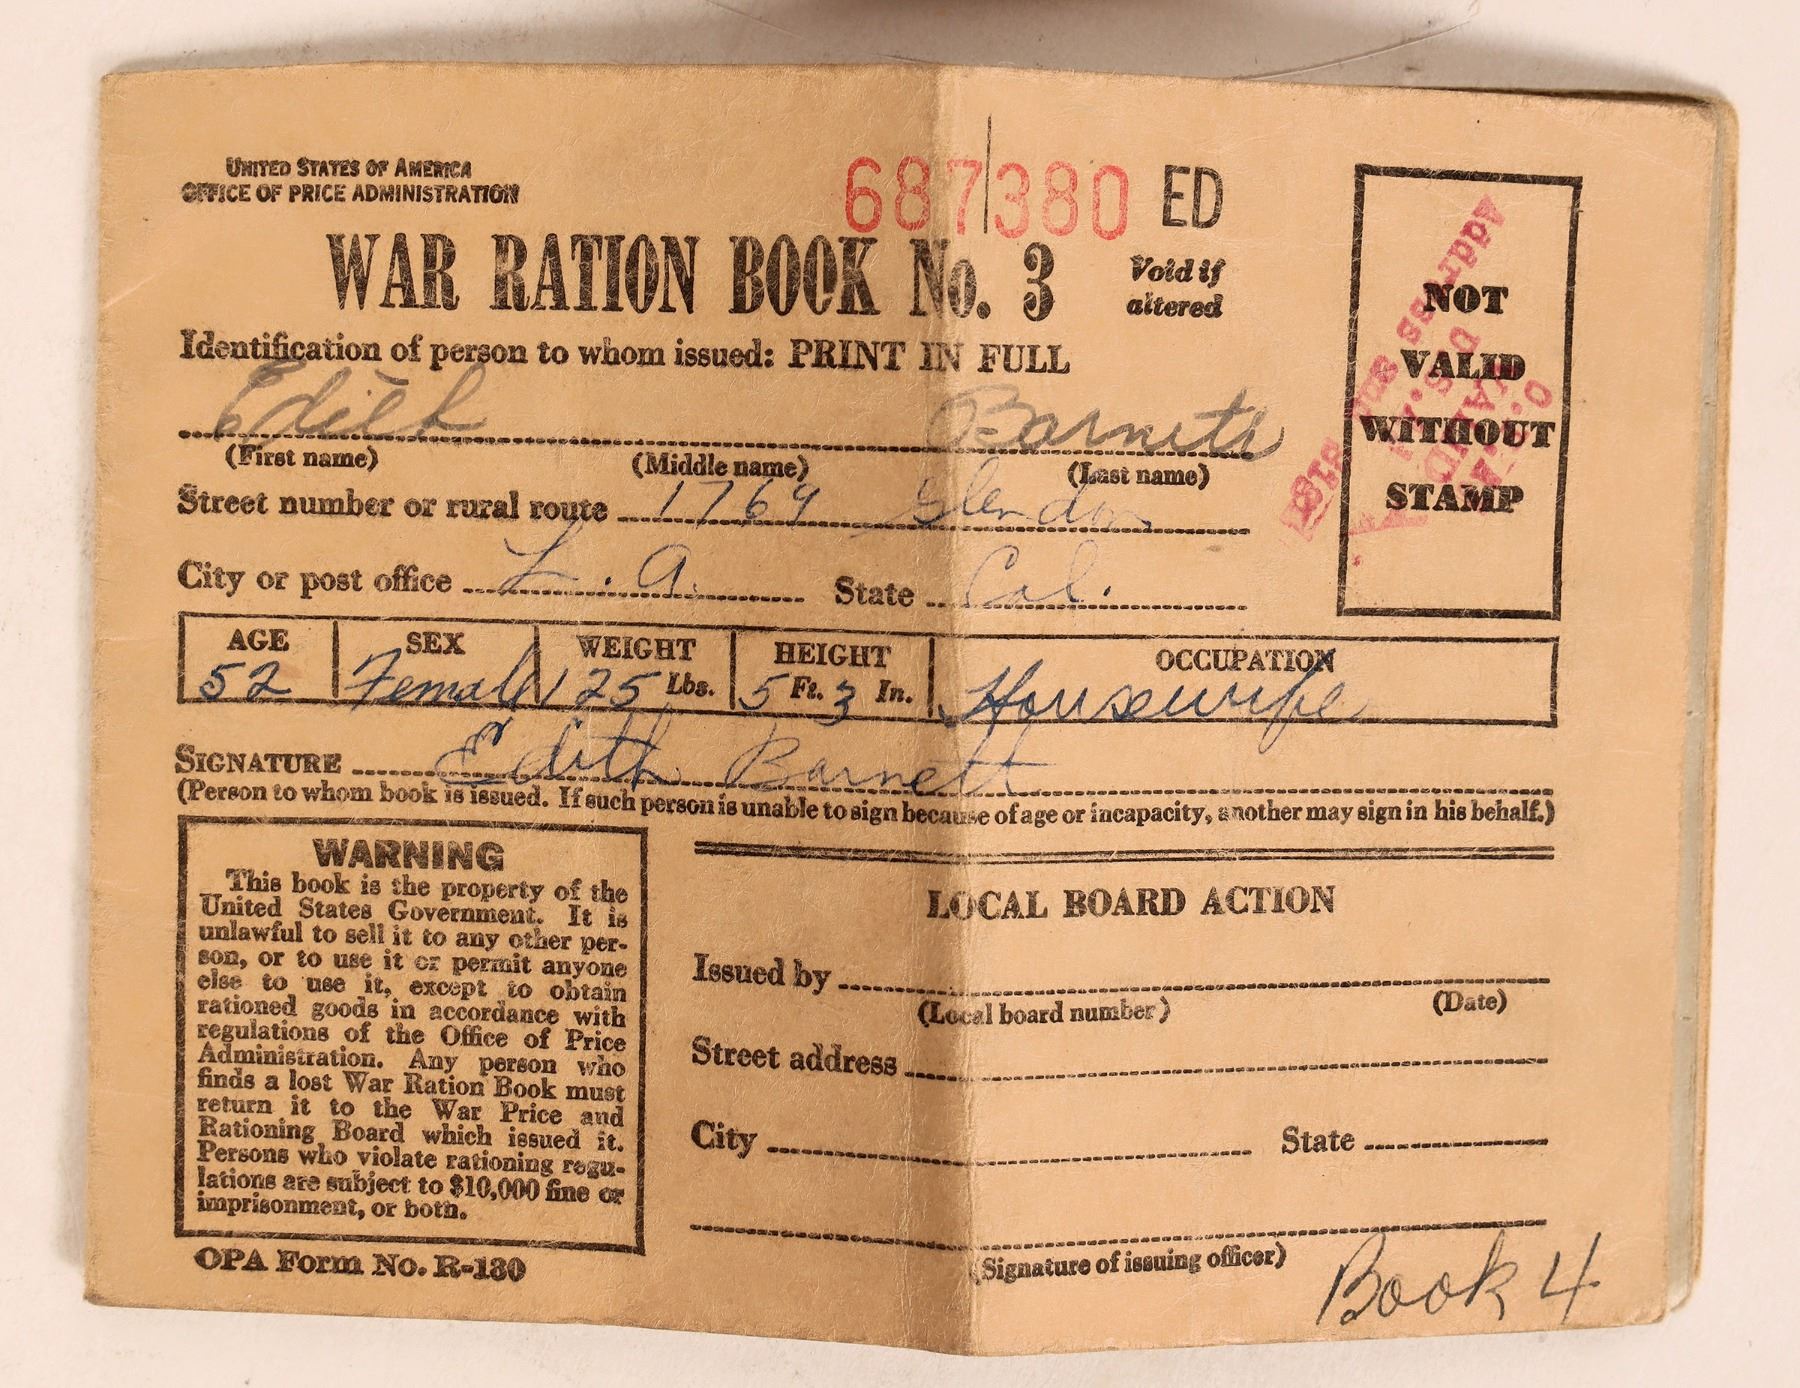 UNITED STATES OF AMERICA
OFFICE OF PRICE ADMINISTRATION
687380 ED
WAR RATION BOOK No. 3
Void if
altered
Identification of person to whom issued: PRINT IN FULL
Edith Barnett
(First name) (Middle name) (Last name)
Street number or rural route 1769 Glendon
City or post office L. A. State Cal.
AGE SEX WEIGHT HEIGHT OCCUPATION
52 Female 125 Lbs. 5 Ft. 3 In. Housewife
SIGNATURE Edith Barnett
(Person to whom book is issued. If such person is unable to sign because of age or incapacity, another may sign in his behalf.)
NOT
VALID
WITHOUT
STAMP
Address
WARNING
This book is the property of the
United States Government. It is
unlawful to sell it to any other per-
son, or to use it or permit anyone
else to use it, except to obtain
rationed goods in accordance with
regulations of the Office of Price
Administration. Any person who
finds a lost War Ration Book must
return it to the War Price and
Rationing Board which issued it.
Persons who violate rationing regu-
lations are subject to $10,000 fine or
imprisonment, or both.
OPA Form No. R-130
LOCAL BOARD ACTION
Issued by
(Local board number) (Date)
Street address
City State
(Signature of issuing officer)
Book 4